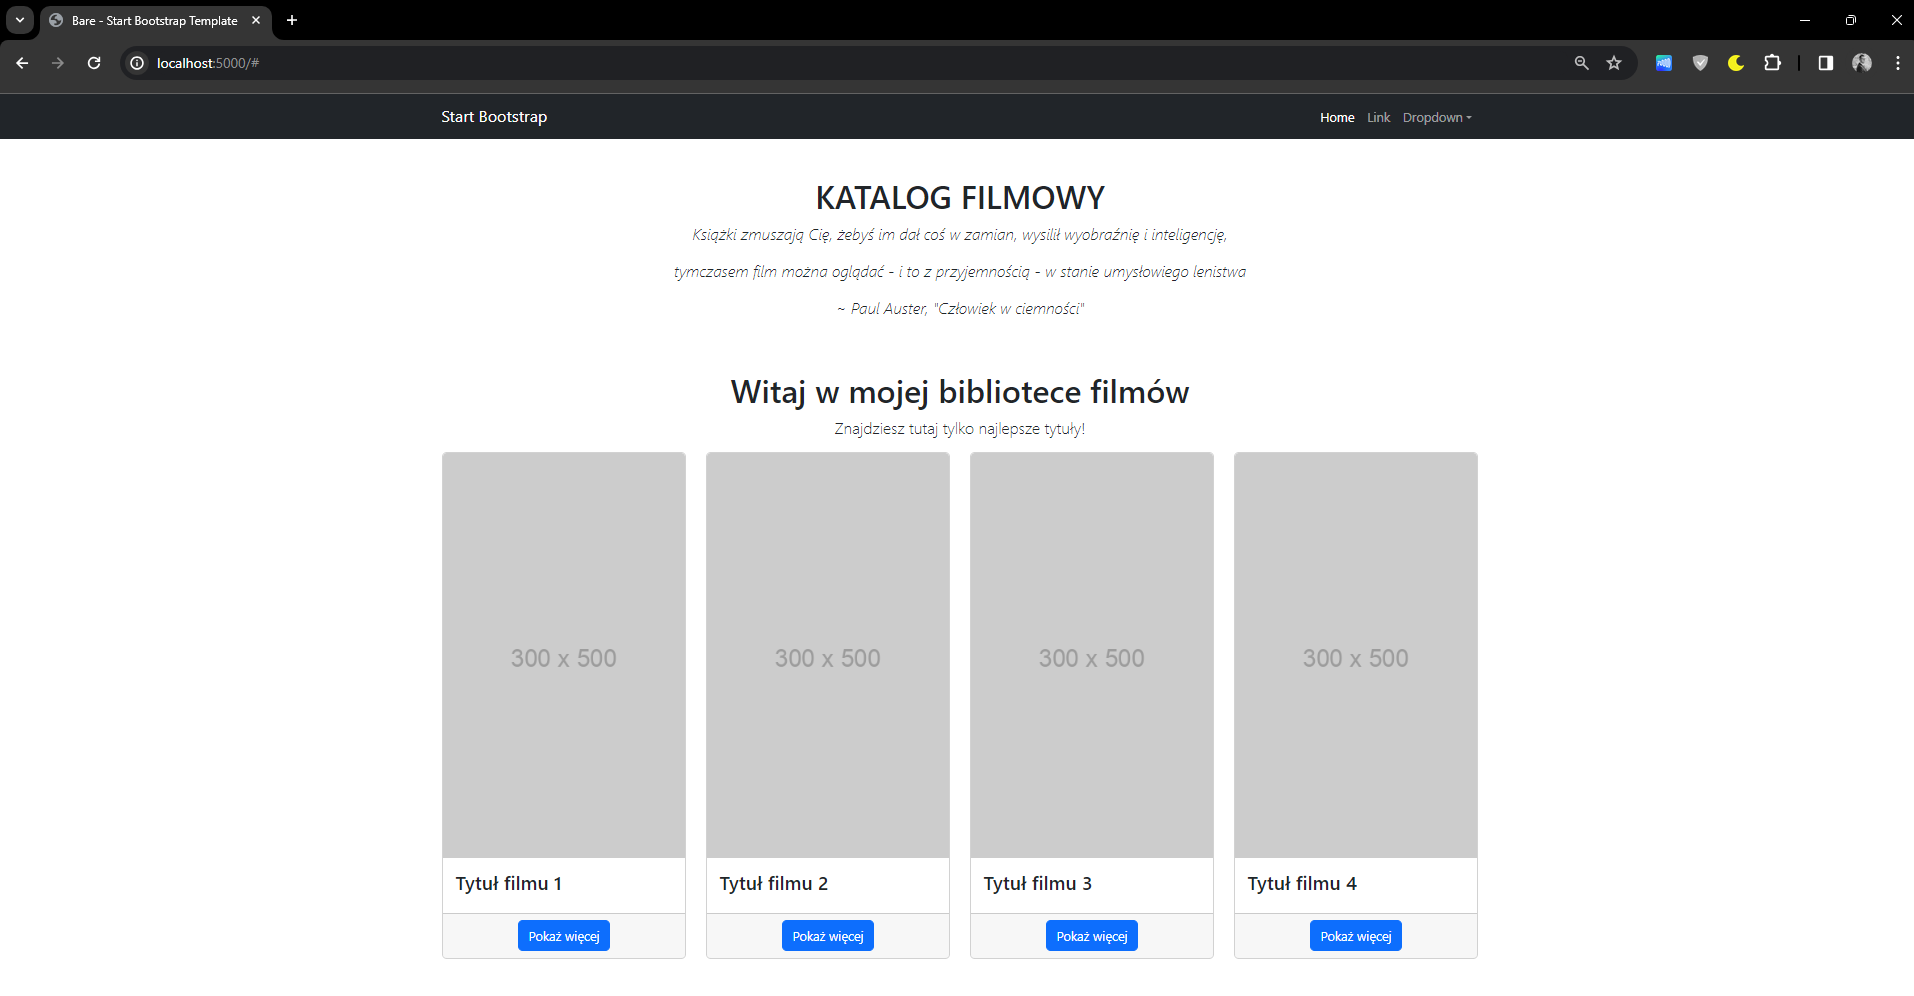 Bare - Start Bootstrap Template
localhost:5000/#
Start Bootstrap
Home Link Dropdown
KATALOG FILMOWY
Książki zmuszają Cię, żebyś im dał coś w zamian, wysilił wyobraźnię i inteligencję,
tymczasem film można oglądać - i to z przyjemnością - w stanie umysłowiego lenistwa
~ Paul Auster, "Człowiek w ciemności"
Witaj w mojej bibliotece filmów
Znajdziesz tutaj tylko najlepsze tytuły!
300 x 500 300 x 500 300 x 500 300 x 500
Tytuł filmu 1 Tytuł filmu 2 Tytuł filmu 3 Tytuł filmu 4
Pokaż więcej Pokaż więcej Pokaż więcej Pokaż więcej